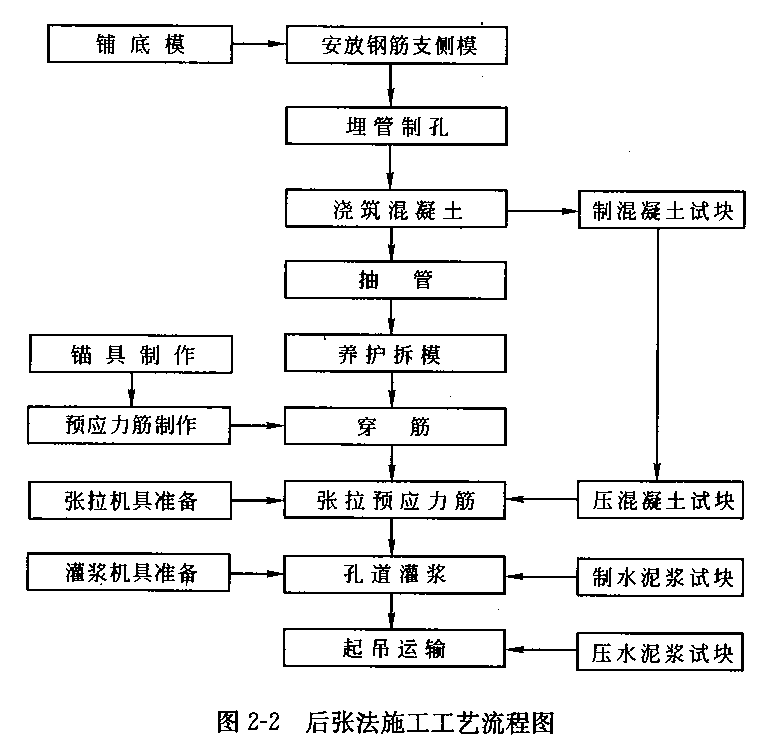 铺底模
安放钢筋支侧模
埋管制孔
浇筑混凝土
制混凝土试块
抽管
锚具制作
养护拆模
预应力筋制作
穿筋
张拉机具准备
张拉预应力筋
压混凝土试块
灌浆机具准备
孔道灌浆
制水泥浆试块
起吊运输
压水泥浆试块
图 2-2 后张法施工工艺流程图